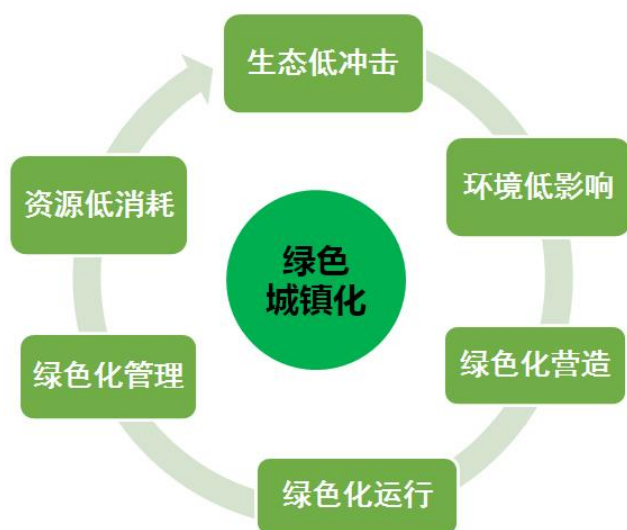 生态低冲击
环境低影响
绿色化营造
绿色化运行
绿色化管理
资源低消耗
绿色
城镇化